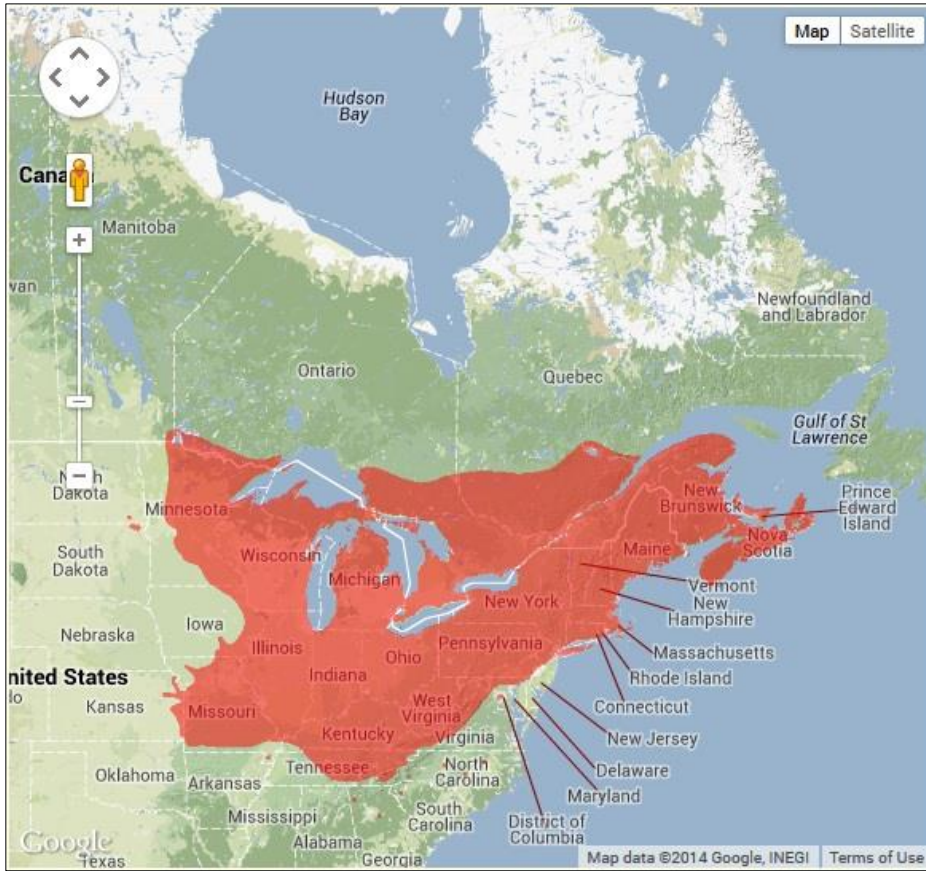 Map Satellite
Hudson
Bay
Manitoba
Newfoundland
and Labrador
Ontario
Quebec
Gulf of St
Lawrence
Dakota
Minnesota
New
Brunswick
Prince
Edward
Island
Nova
Scotia
South
Dakota
Wisconsin
Maine
Michigan
Vermont
New
Hampshire
New York
Iowa
Nebraska
Massachusetts
Illinois
Ohio
Pennsylvania
Rhode Island
Indiana
nited States
Connecticut
Kansas
Missouri
West
Virginia
Virginia
New Jersey
Kentucky
Delaware
Oklahoma
Tennessee
North
Carolina
Maryland
Arkansas
South
Carolina
District of
Columbia
Mississippi
Alabama
Georgia
Google
Texas
Map data ©2014 Google, INEGI Terms of Use